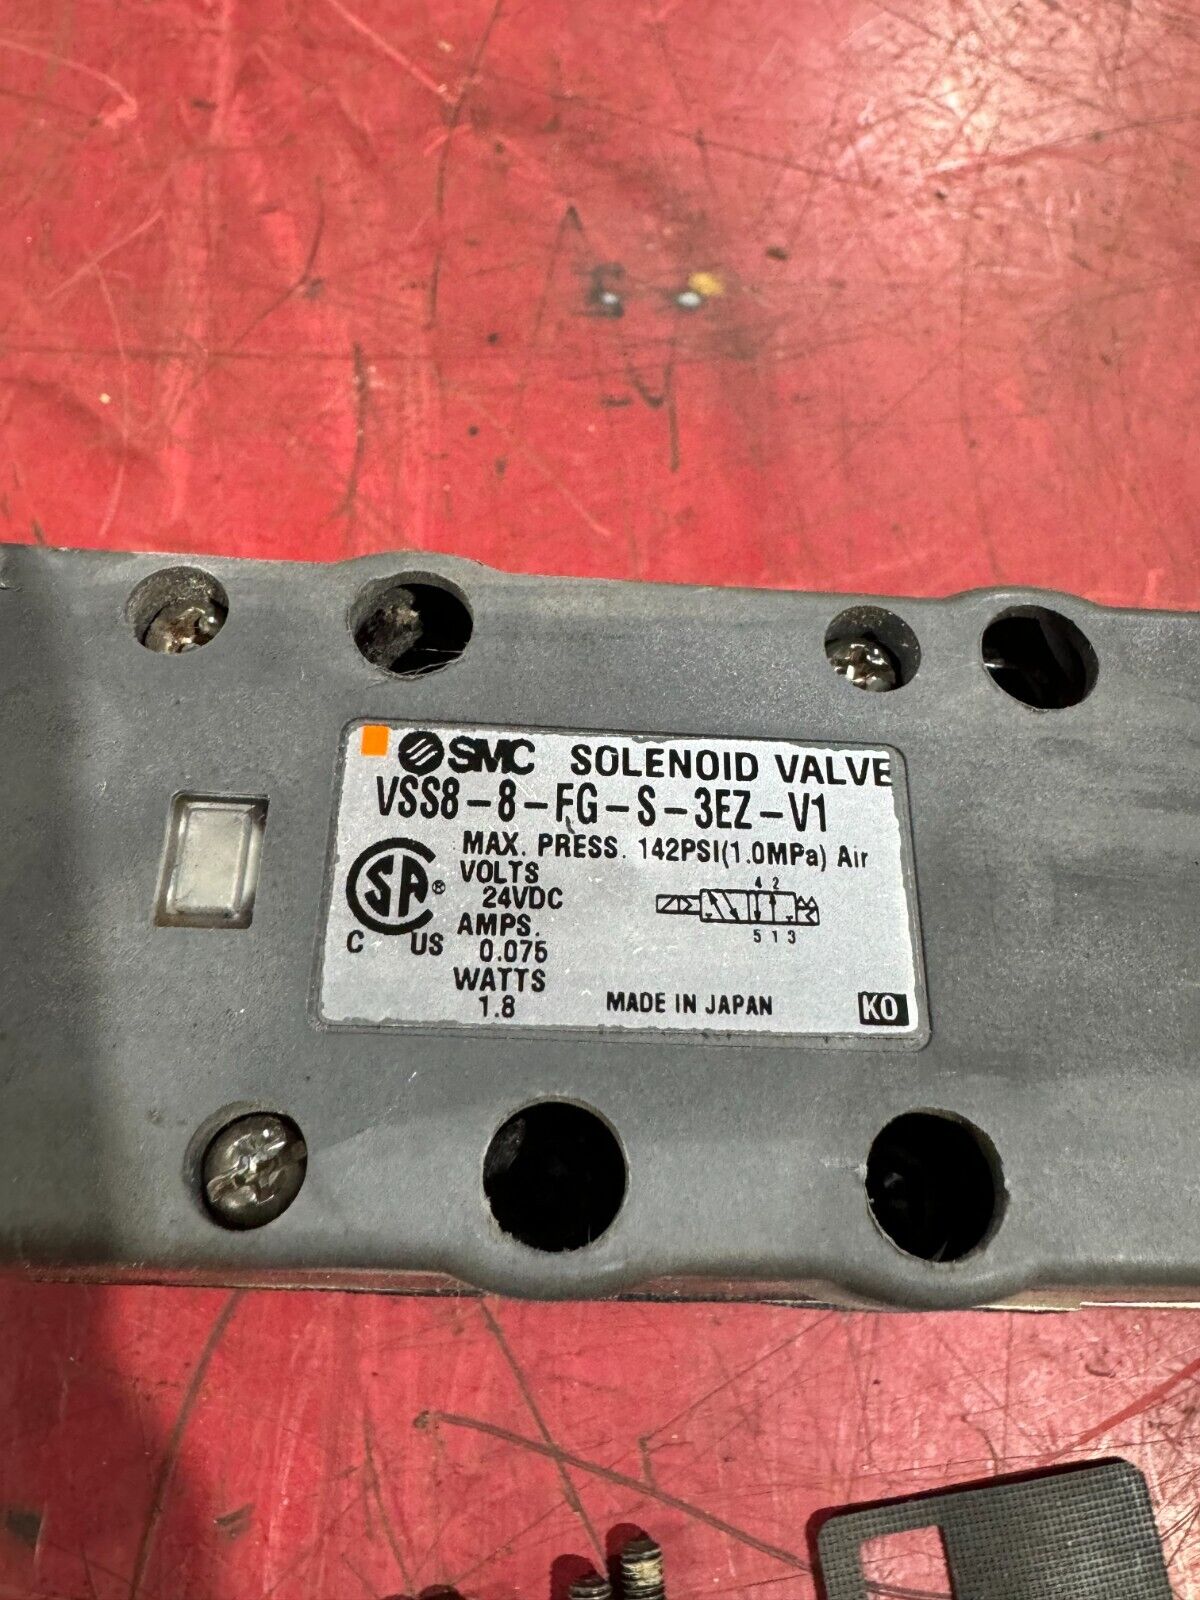 SMC SOLENOID VALVE
VSS8-8-FG-S-3EZ-V1
MAX. PRESS. 142PSI(1.0MPa) Air
VOLTS
24VDC
AMPS.
0.075
WATTS
1.8
SA ®
C US
4 2
5 1 3
MADE IN JAPAN
KO